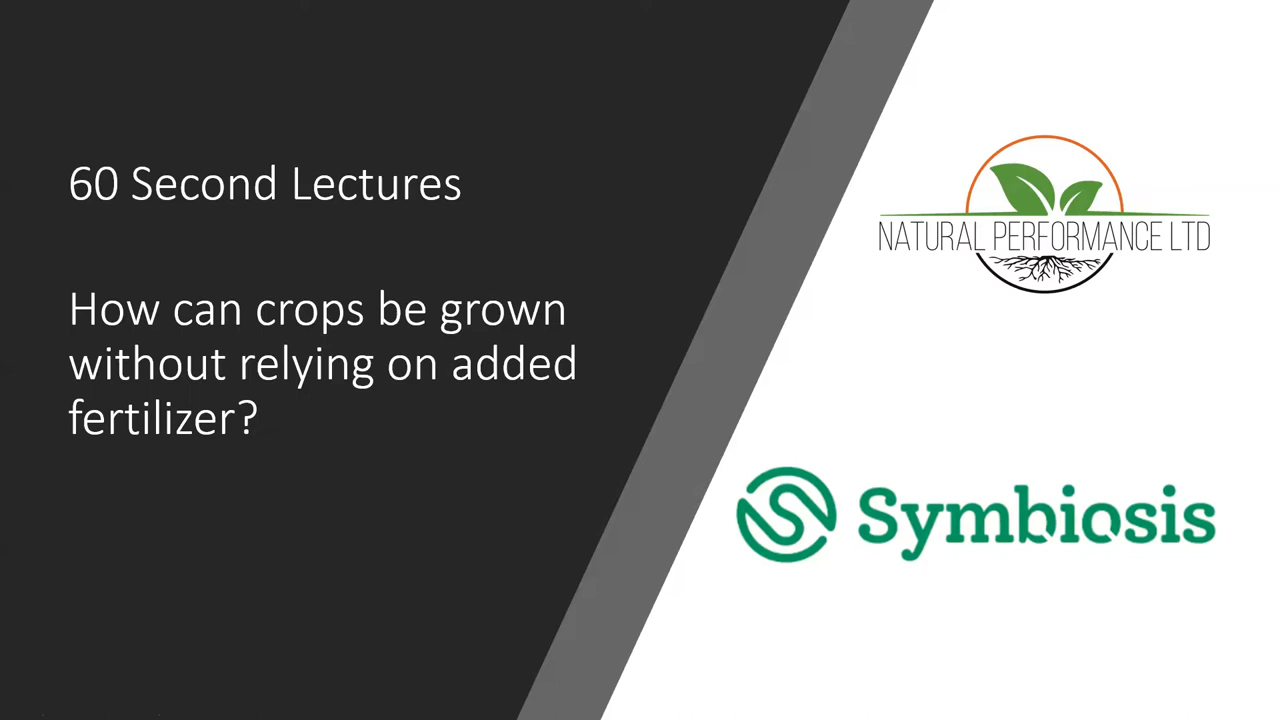 60 Second Lectures
How can crops be grown
without relying on added
fertilizer?
NATURAL PERFORMANCE LTD
Symbiosis